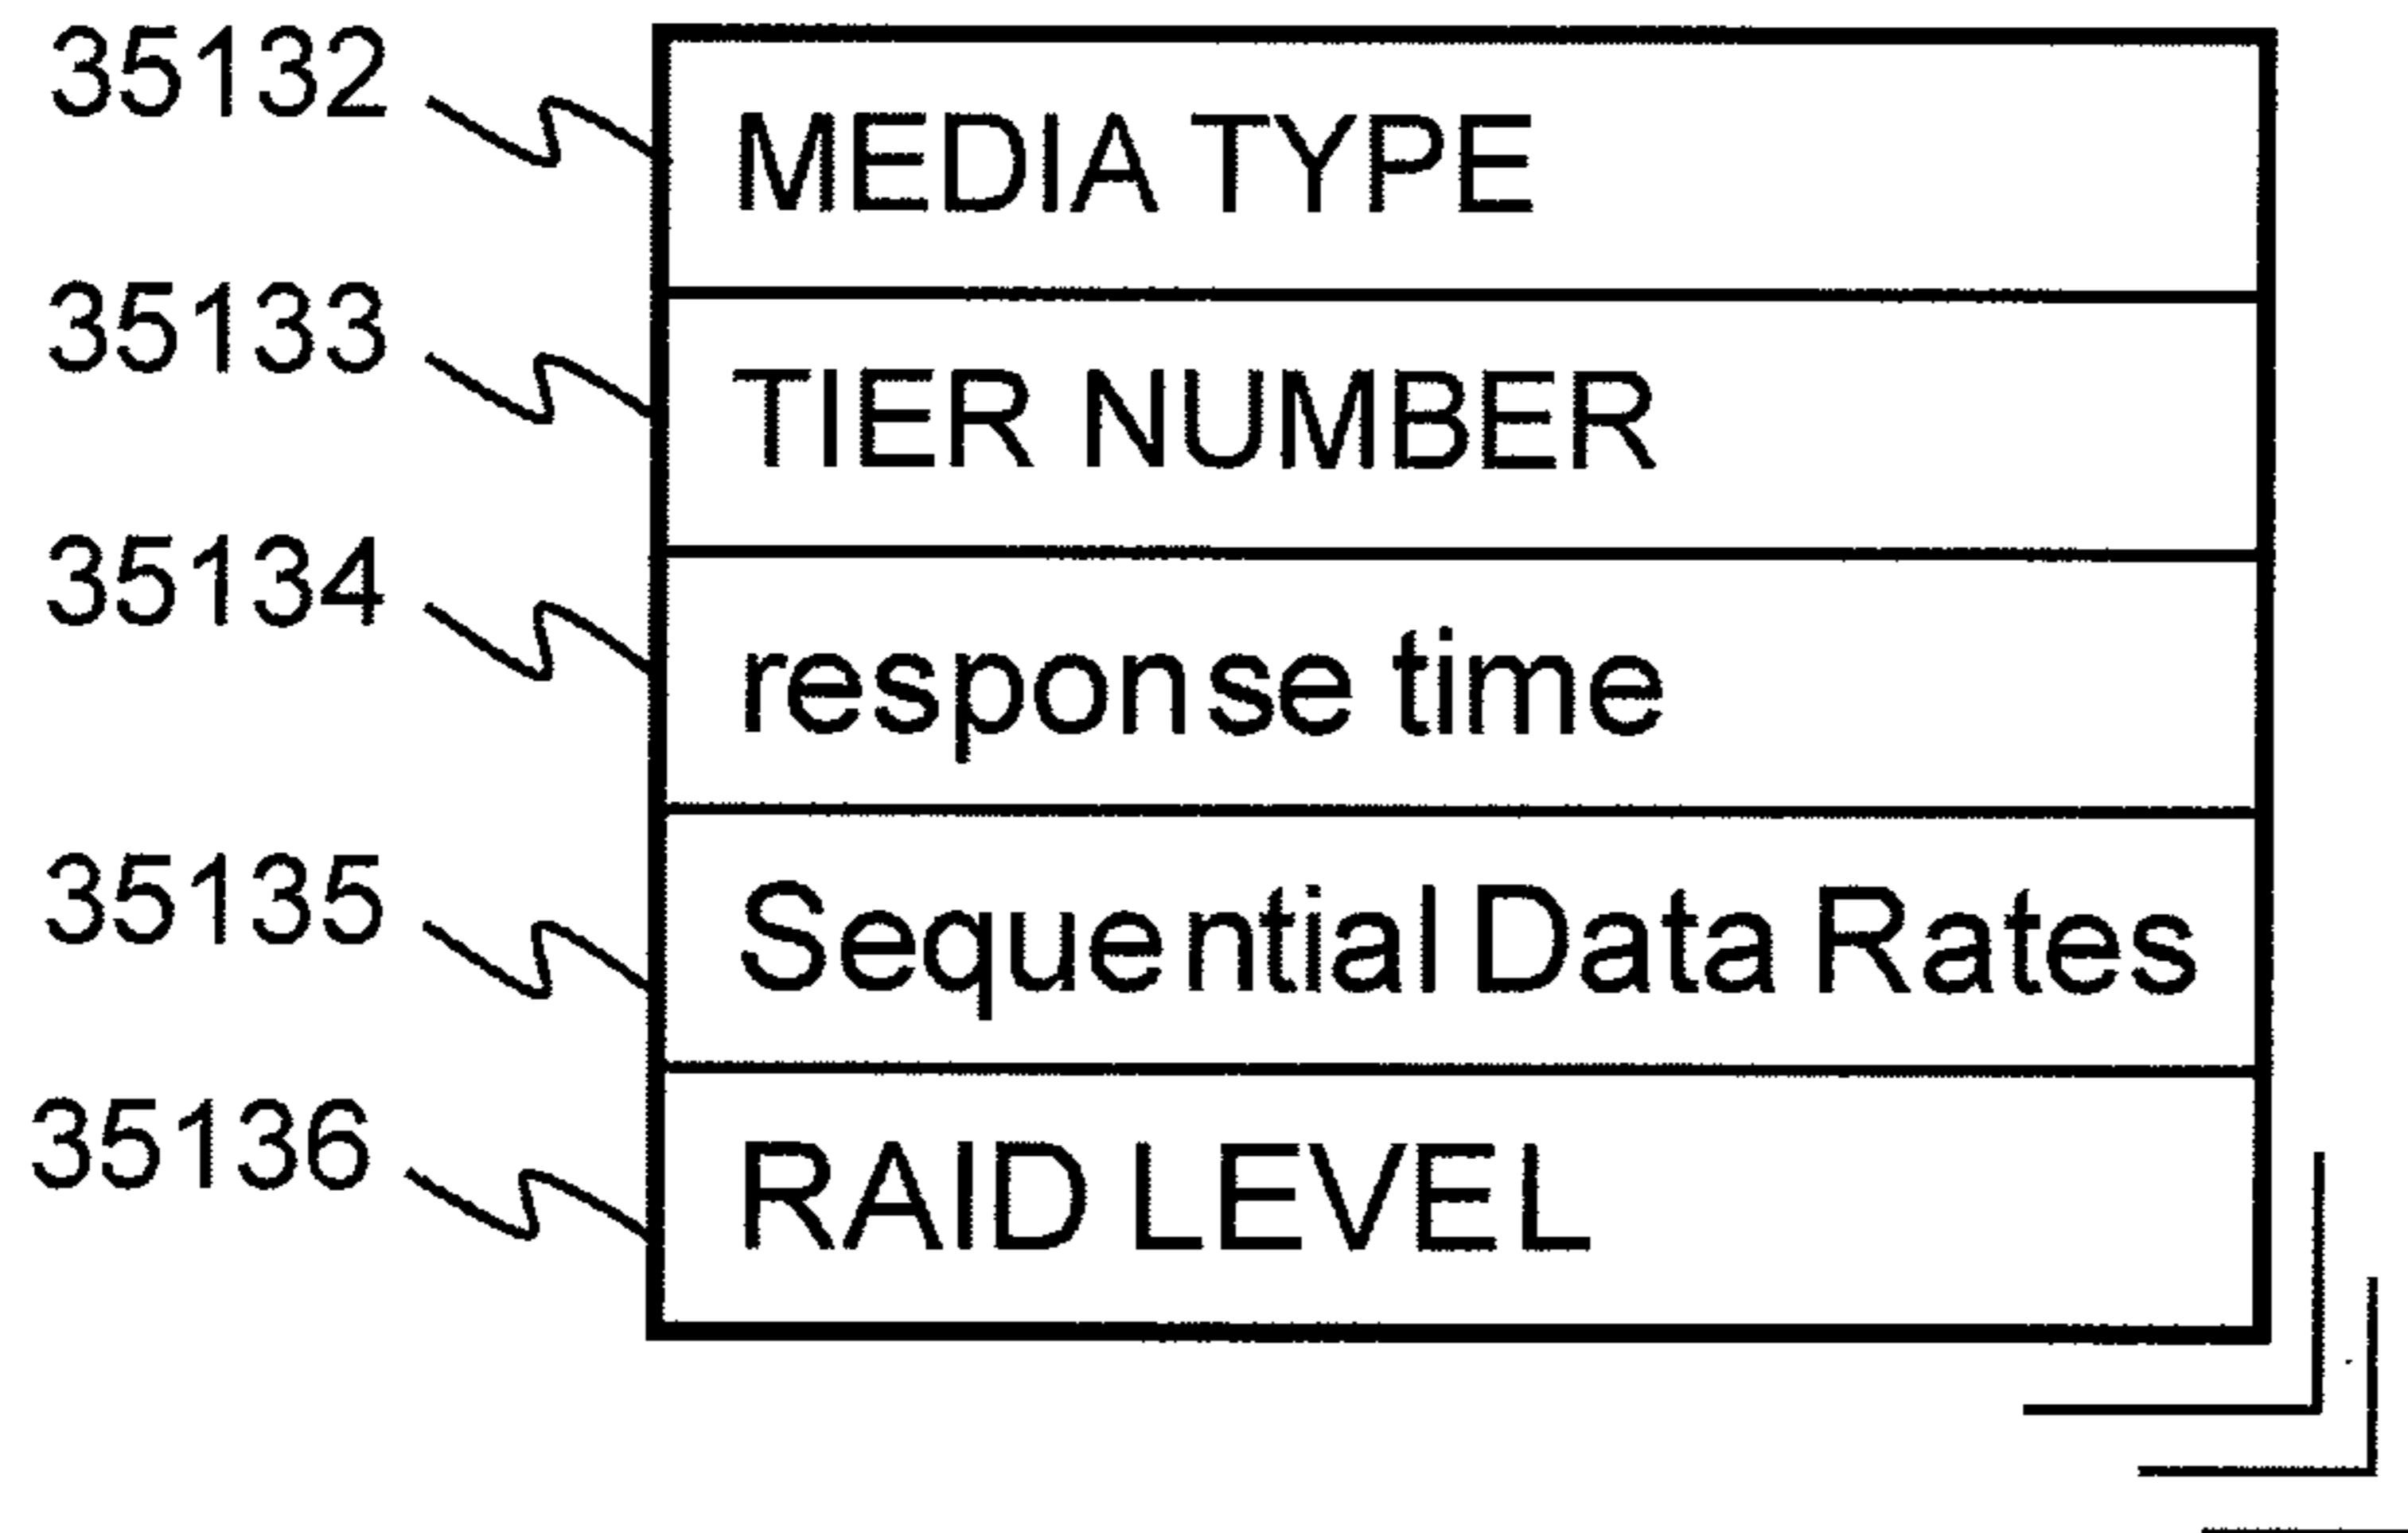 35132 MEDIA TYPE
35133 TIER NUMBER
35134 response time
35135 Sequential Data Rates
35136 RAID LEVEL